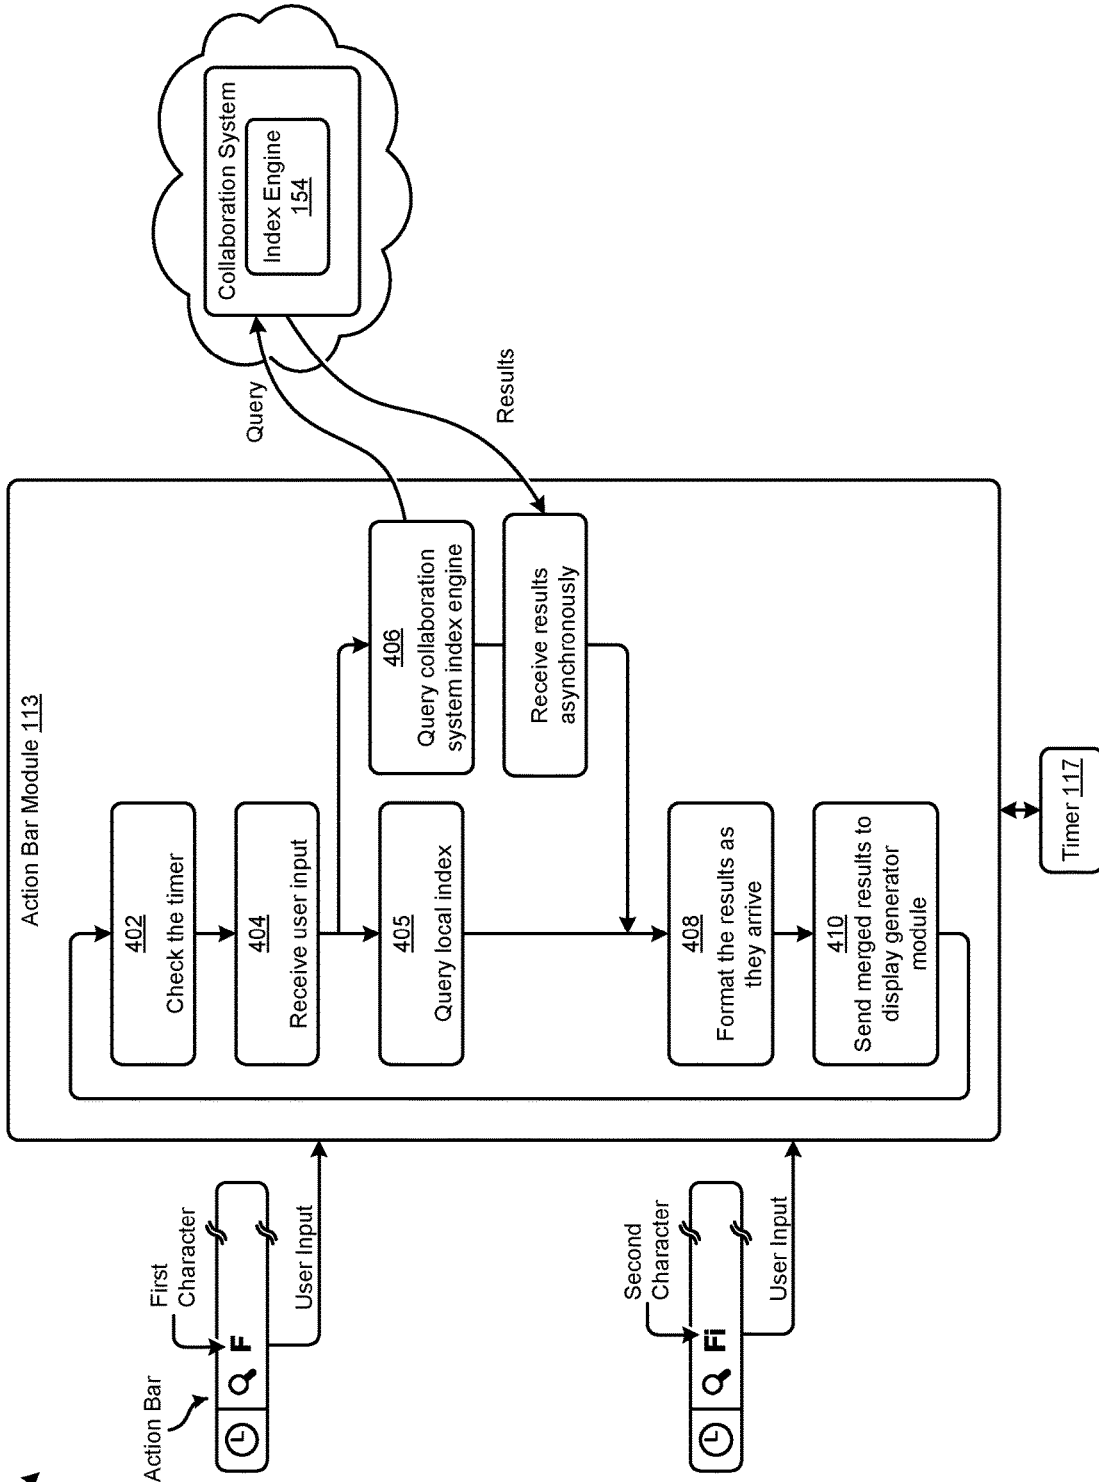 Action Bar
First
Character
F
User Input
Second
Character
Fi
User Input
Action Bar Module 113
402
Check the timer
404
Receive user input
405
Query local index
406
Query collaboration
system index engine
Receive results
asynchronously
408
Format the results as
they arrive
410
Send merged results to
display generator
module
Timer 117
Query
Results
Collaboration System
Index Engine
154